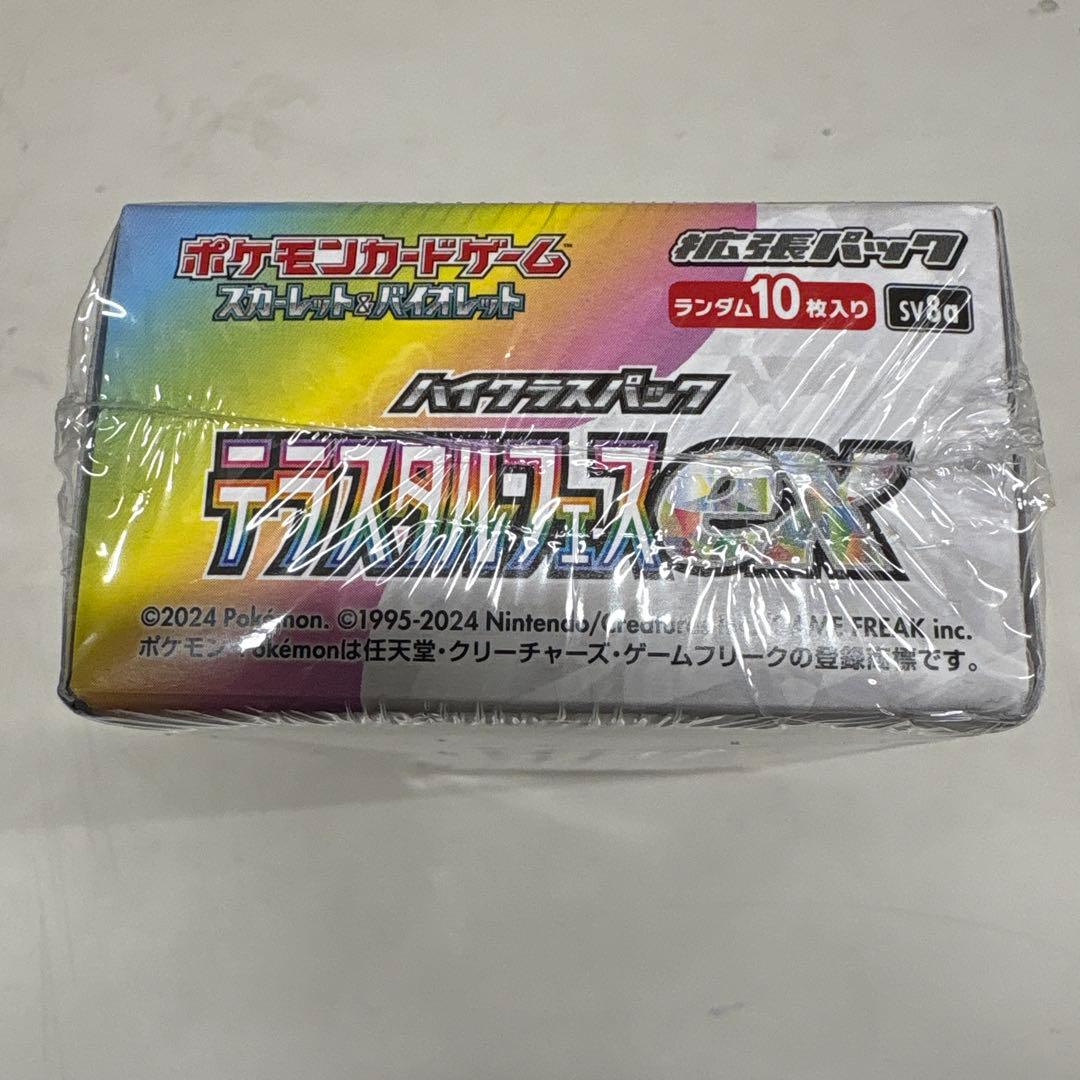 ポケモンカードゲーム™
スカーレット&バイオレット
拡張パック
ランダム10枚入り
sv8a
ハイクラスパック
テラスタルフェスex
©2024 Pokémon. ©1995-2024 Nintendo/Creatures inc./GAME FREAK inc.
ポケモン・Pokémonは任天堂・クリーチャーズ・ゲームフリークの登録商標です。